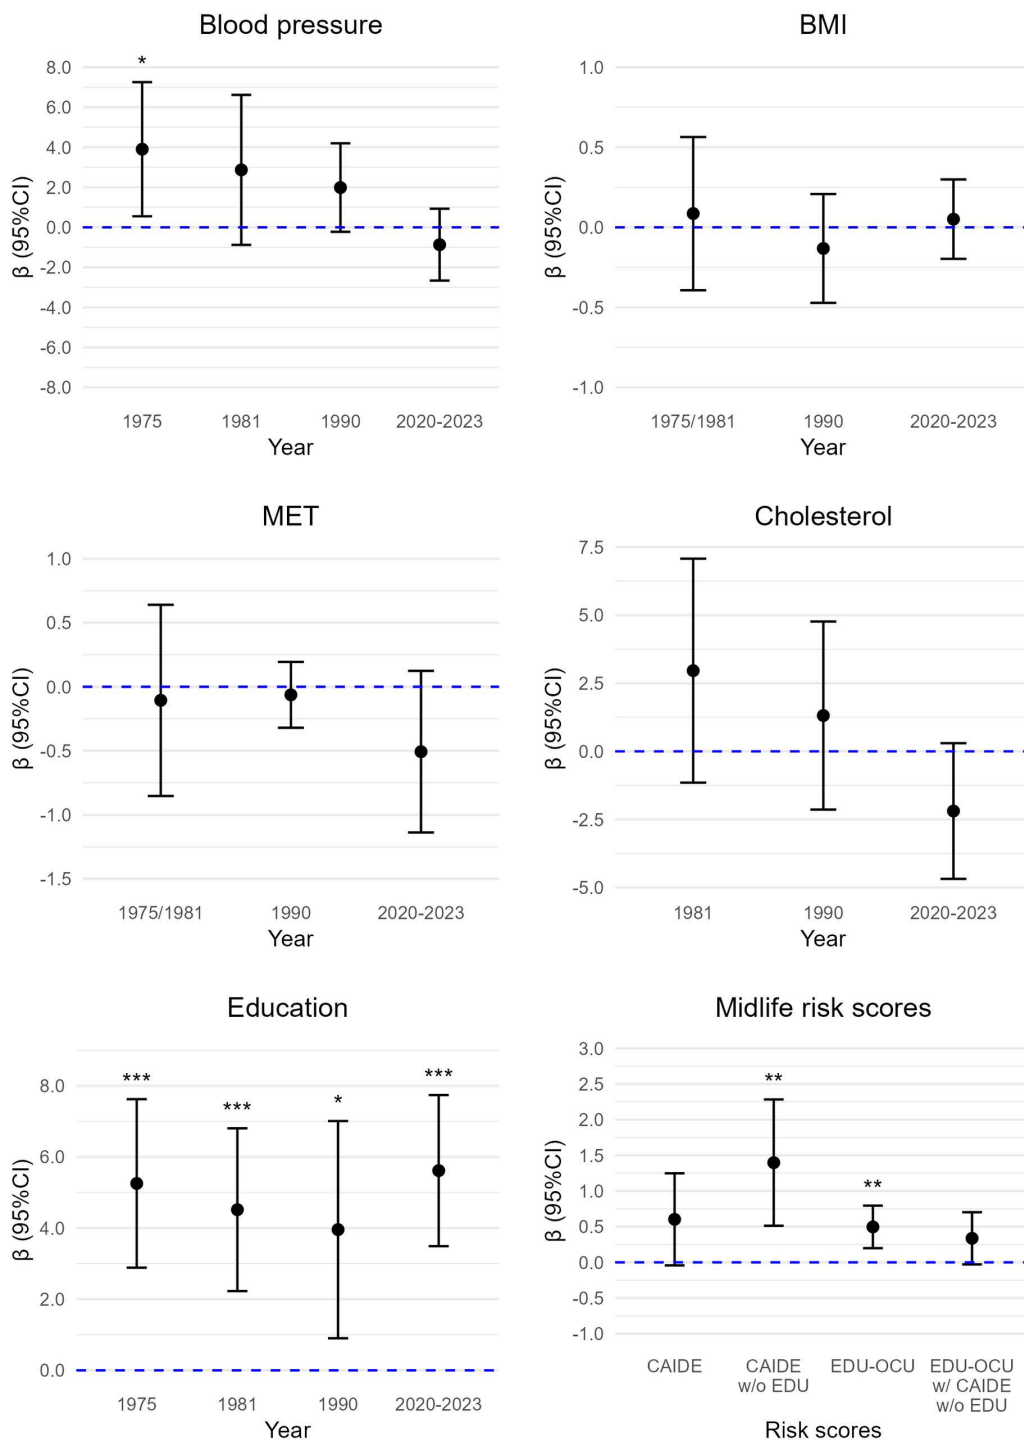 Blood pressure
β (95%CI)
8.0
6.0
4.0
2.0
0.0
-2.0
-4.0
-6.0
-8.0
*
1975
1981
1990
2020-2023
Year
BMI
β (95%CI)
1.0
0.5
0.0
-0.5
-1.0
1975/1981
1990
2020-2023
Year
MET
β (95%CI)
1.0
0.5
0.0
-0.5
-1.0
-1.5
1975/1981
1990
2020-2023
Year
Cholesterol
β (95%CI)
7.5
5.0
2.5
0.0
-2.5
-5.0
1981
1990
2020-2023
Year
Education
β (95%CI)
8.0
6.0
4.0
2.0
0.0
***
***
*
***
1975
1981
1990
2020-2023
Year
Midlife risk scores
β (95%CI)
3.0
2.5
2.0
1.5
1.0
0.5
0.0
-0.5
-1.0
**
**
CAIDE
CAIDE
w/o EDU
EDU-OCU
EDU-OCU
w/ CAIDE
w/o EDU
Risk scores